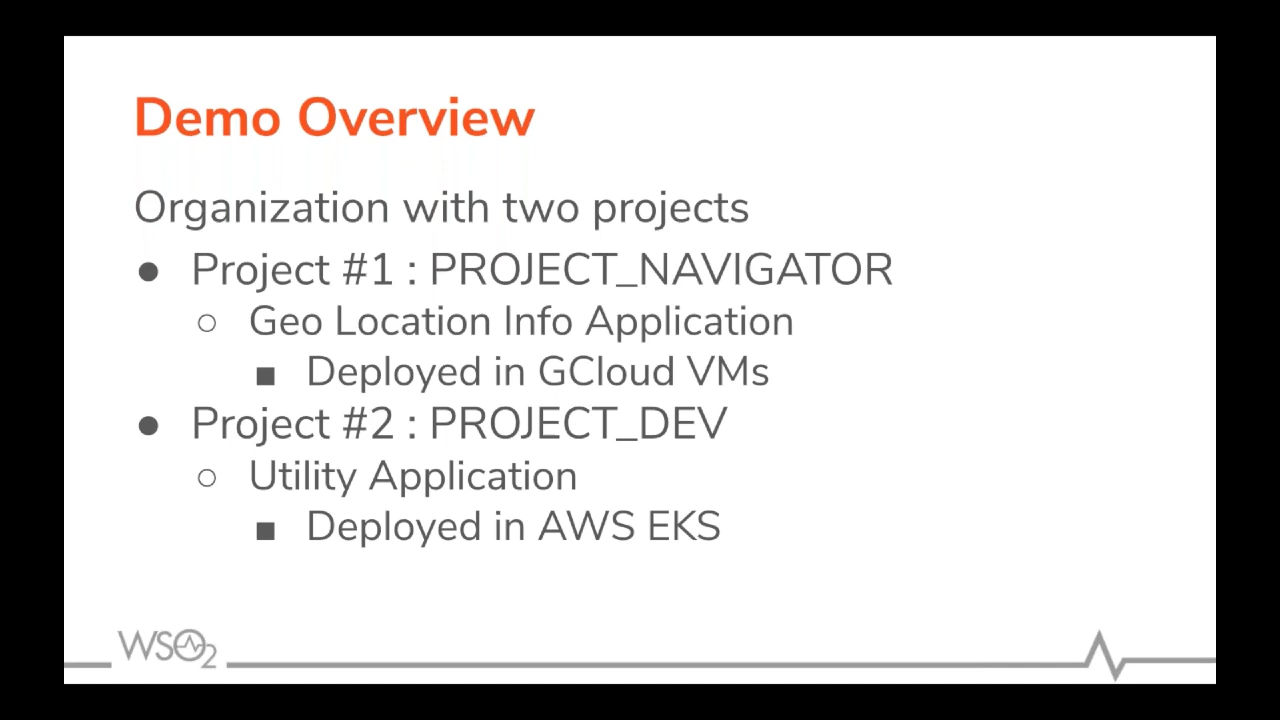 Demo Overview
Organization with two projects
● Project #1 : PROJECT_NAVIGATOR
○ Geo Location Info Application
■ Deployed in GCloud VMs
● Project #2 : PROJECT_DEV
○ Utility Application
■ Deployed in AWS EKS
WSO2